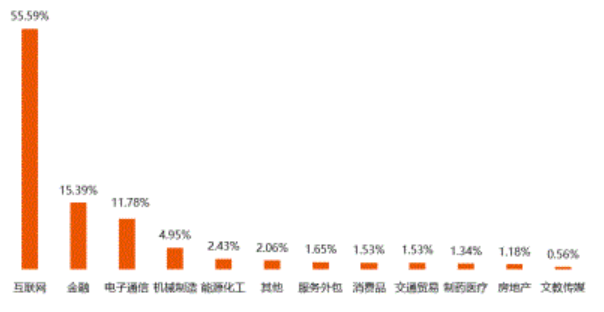 55.59%
15.39%
11.78%
4.95%
2.43%
2.06%
1.65%
1.53%
1.53%
1.34%
1.18%
0.56%
互联网
金融
电子通信
机械制造
能源化工
其他
服务外包
消费品
交通贸易
制药医疗
房地产
文教传媒